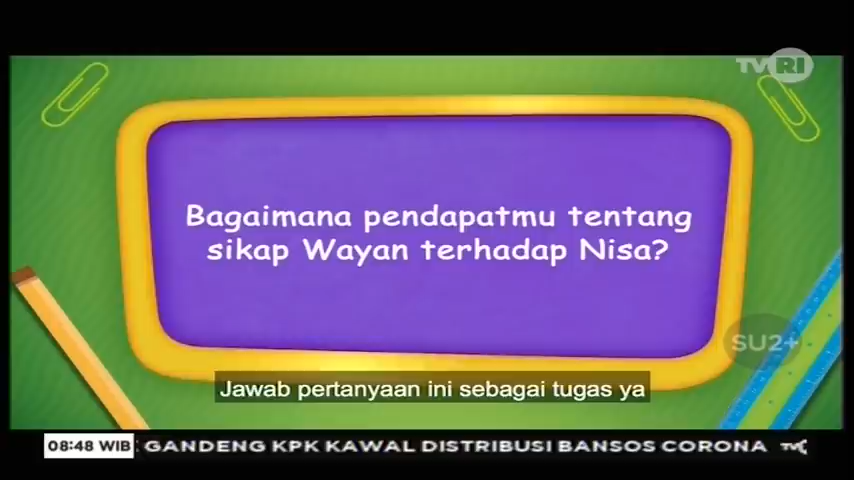 TVRI
Bagaimana pendapatmu tentang
sikap Wayan terhadap Nisa?
SU2+
Jawab pertanyaan ini sebagai tugas ya
08:48 WIB GANDENG KPK KAWAL DISTRIBUSI BANSOS CORONA